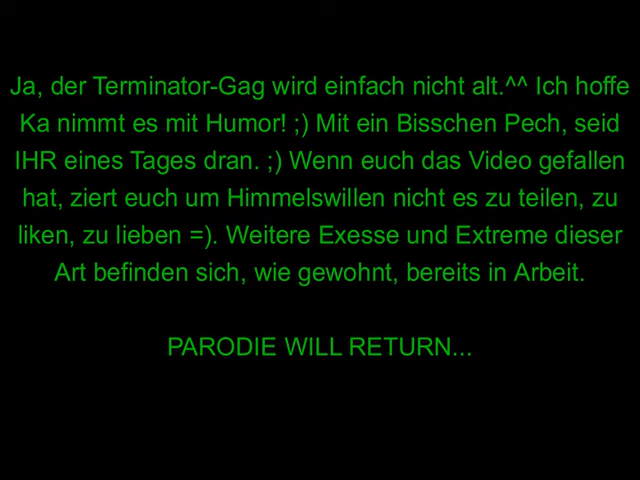 Ja, der Terminator-Gag wird einfach nicht alt.^^ Ich hoffe
Ka nimmt es mit Humor! ;) Mit ein Bisschen Pech, seid
IHR eines Tages dran. ;) Wenn euch das Video gefallen
hat, ziert euch um Himmelswillen nicht es zu teilen, zu
liken, zu lieben =). Weitere Exesse und Extreme dieser
Art befinden sich, wie gewohnt, bereits in Arbeit.
PARODIE WILL RETURN...